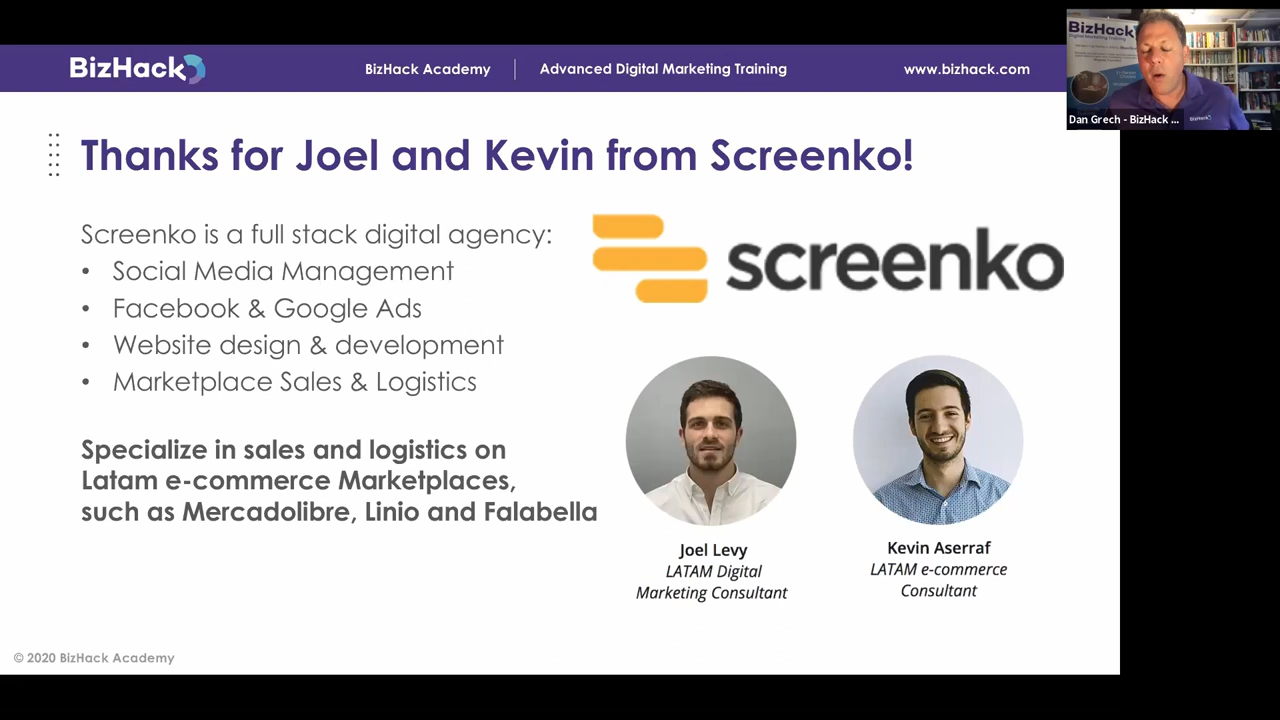 BizHack
BizHack Academy
Advanced Digital Marketing Training
www.bizhack.com
BizHack
Digital Marketing Training
Dan Grech - BizHack ...
Thanks for Joel and Kevin from Screenko!
Screenko is a full stack digital agency:
• Social Media Management
• Facebook & Google Ads
• Website design & development
• Marketplace Sales & Logistics
Specialize in sales and logistics on
Latam e-commerce Marketplaces,
such as Mercadolibre, Linio and Falabella
screenko
Joel Levy
LATAM Digital
Marketing Consultant
Kevin Aserraf
LATAM e-commerce
Consultant
© 2020 BizHack Academy